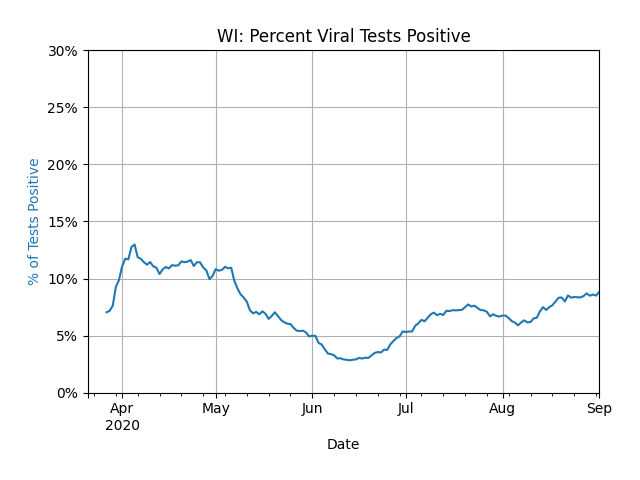 WI: Percent Viral Tests Positive
30%
25%
20%
15%
10%
5%
0%
% of Tests Positive
Apr
2020
May
Jun
Jul
Aug
Sep
Date